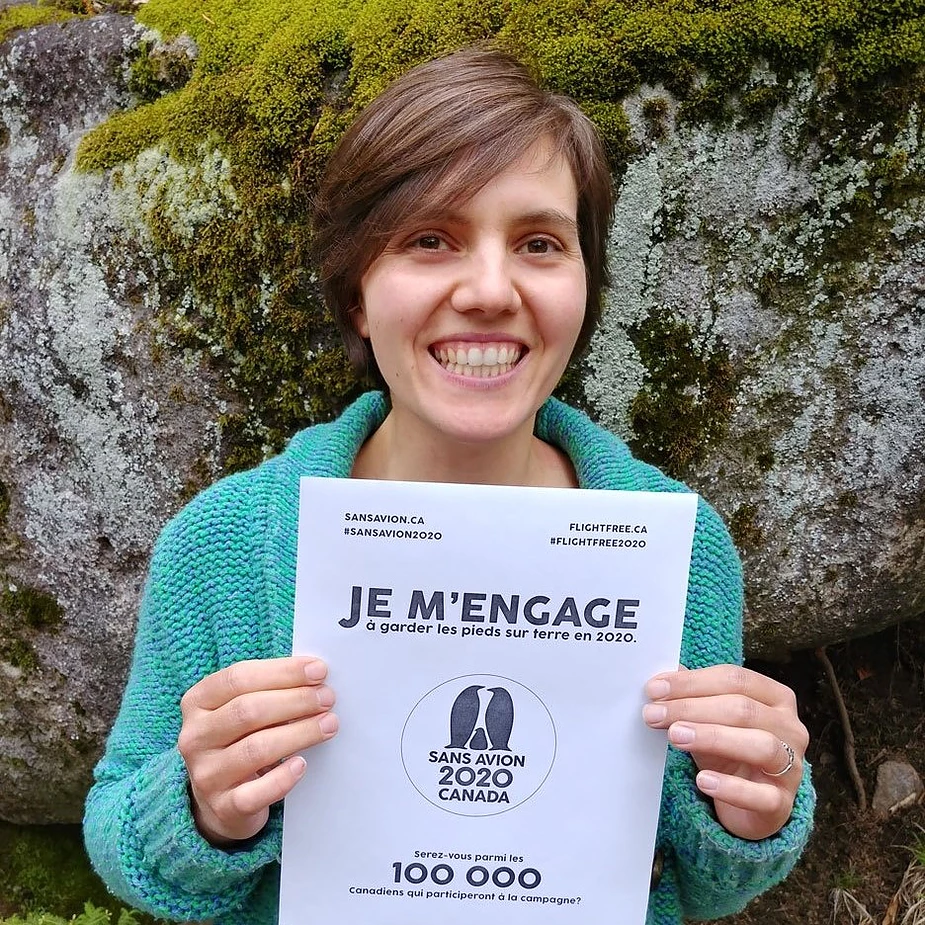 SANSAVION.CA
#SANSAVION2020
FLIGHTFREE.CA
#FLIGHTFREE2020
JE M'ENGAGE
à garder les pieds sur terre en 2020.
SANS AVION
2020
CANADA
Serez-vous parmi les
100 000
canadiens qui participeront à la campagne?